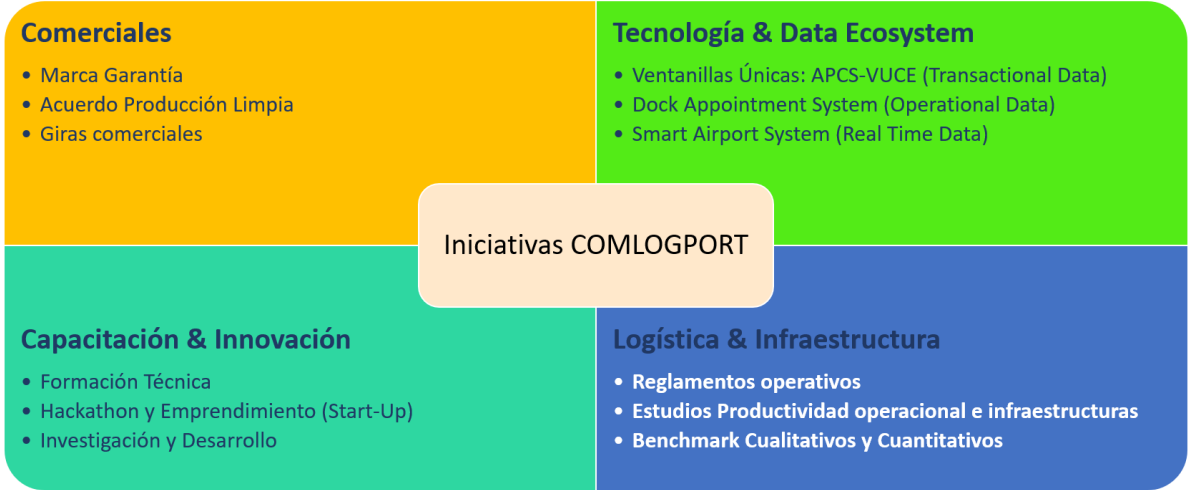 Comerciales
• Marca Garantía
• Acuerdo Producción Limpia
• Giras comerciales
Tecnología & Data Ecosystem
• Ventanillas Únicas: APCS-VUCE (Transactional Data)
• Dock Appointment System (Operational Data)
• Smart Airport System (Real Time Data)
Iniciativas COMLOGPORT
Capacitación & Innovación
• Formación Técnica
• Hackathon y Emprendimiento (Start-Up)
• Investigación y Desarrollo
Logística & Infraestructura
• Reglamentos operativos
• Estudios Productividad operacional e infraestructuras
• Benchmark Cualitativos y Cuantitativos